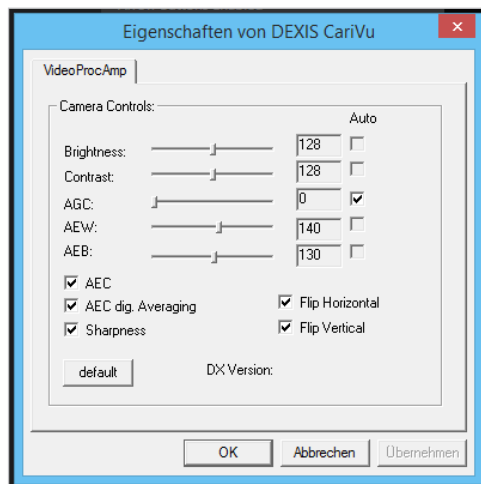 Eigenschaften von DEXIS CariVu
VideoProcAmp
Camera Controls:
Auto
Brightness: 128
Contrast: 128
AGC: 0
AEW: 140
AEB: 130
AEC
AEC dig. Averaging
Flip Horizontal
Sharpness
Flip Vertical
default
DX Version:
OK
Abbrechen
Übernehmen